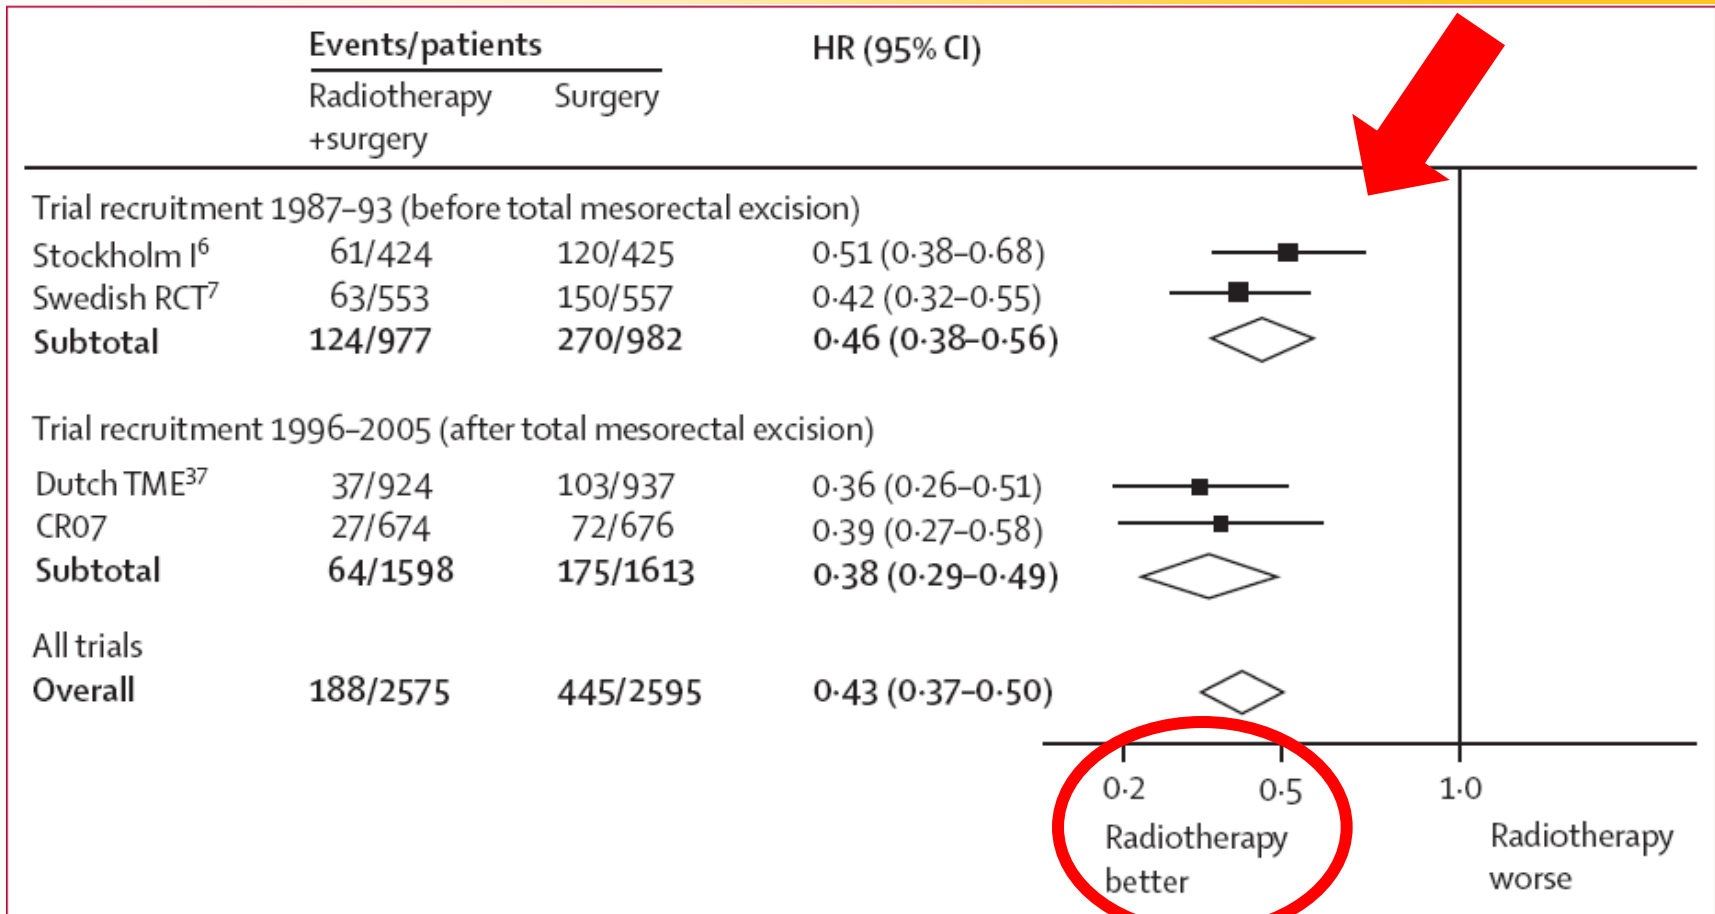 Events/patients HR (95% CI)
Radiotherapy Surgery
+surgery
Trial recruitment 1987–93 (before total mesorectal excision)
Stockholm I⁶ 61/424 120/425 0·51 (0·38–0·68)
Swedish RCT⁷ 63/553 150/557 0·42 (0·32–0·55)
Subtotal 124/977 270/982 0·46 (0·38–0·56)
Trial recruitment 1996–2005 (after total mesorectal excision)
Dutch TME³⁷ 37/924 103/937 0·36 (0·26–0·51)
CR07 27/674 72/676 0·39 (0·27–0·58)
Subtotal 64/1598 175/1613 0·38 (0·29–0·49)
All trials
Overall 188/2575 445/2595 0·43 (0·37–0·50)
0·2 0·5 1·0
Radiotherapy Radiotherapy
better worse